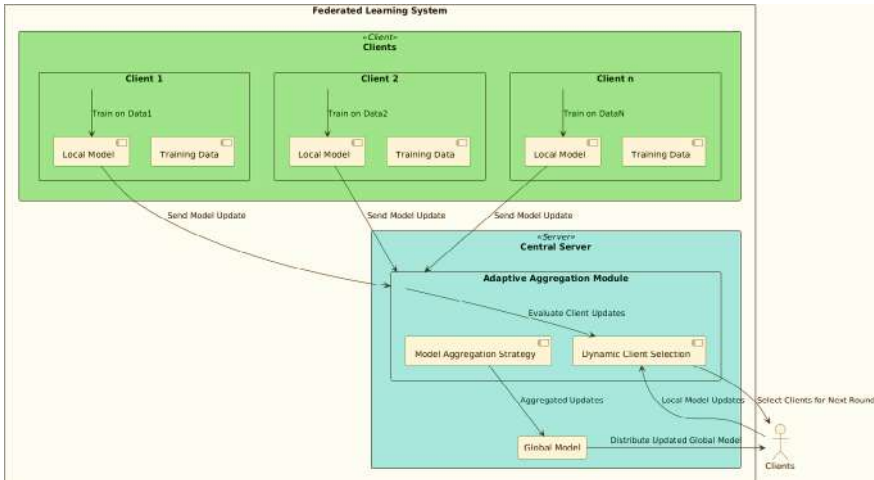 Federated Learning System
«Client»
Clients
Client 1
Client 2
Client n
Train on Data1
Train on Data2
Train on DataN
Local Model
Training Data
Local Model
Training Data
Local Model
Training Data
Send Model Update
Send Model Update
Send Model Update
«Server»
Central Server
Adaptive Aggregation Module
Evaluate Client Updates
Model Aggregation Strategy
Dynamic Client Selection
Aggregated Updates
Local Model Updates
Select Clients for Next Round
Global Model
Distribute Updated Global Model
Clients